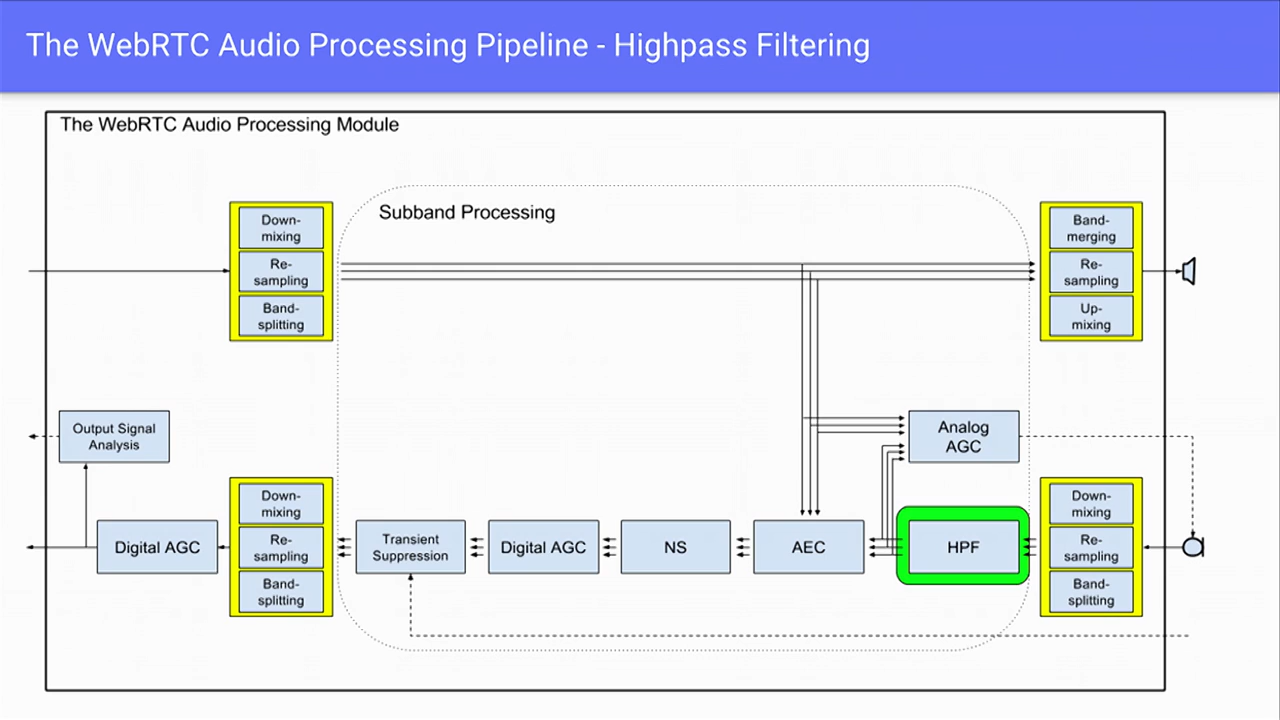 The WebRTC Audio Processing Pipeline - Highpass Filtering
The WebRTC Audio Processing Module
Subband Processing
Down-
mixing
Re-
sampling
Band-
splitting
Band-
merging
Re-
sampling
Up-
mixing
Output Signal
Analysis
Analog
AGC
Digital AGC
Down-
mixing
Re-
sampling
Band-
splitting
Transient
Suppression
Digital AGC
NS
AEC
HPF
Down-
mixing
Re-
sampling
Band-
splitting